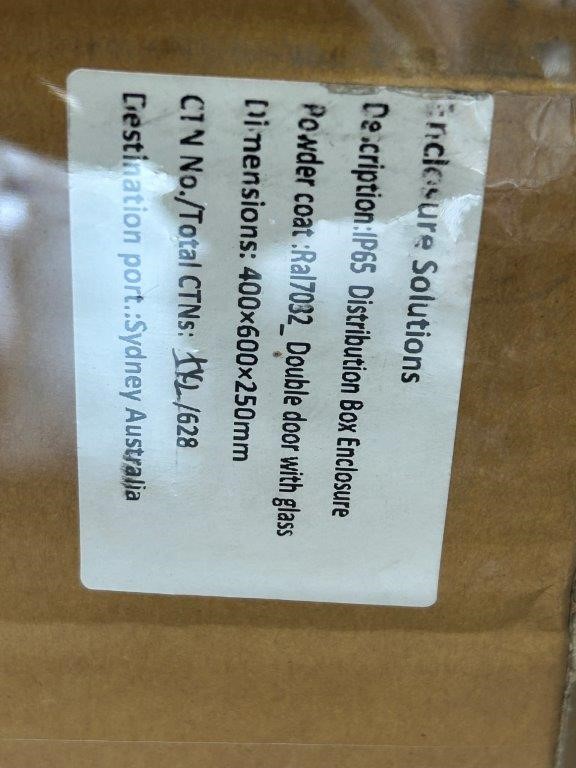 Enclosure Solutions
Description:IP65 Distribution Box Enclosure
Powder coat :Ral7032_ Double door with glass
Dimensions: 400×600×250mm
CTN No./Total CTNs: /628
Destination port.:Sydney Australia